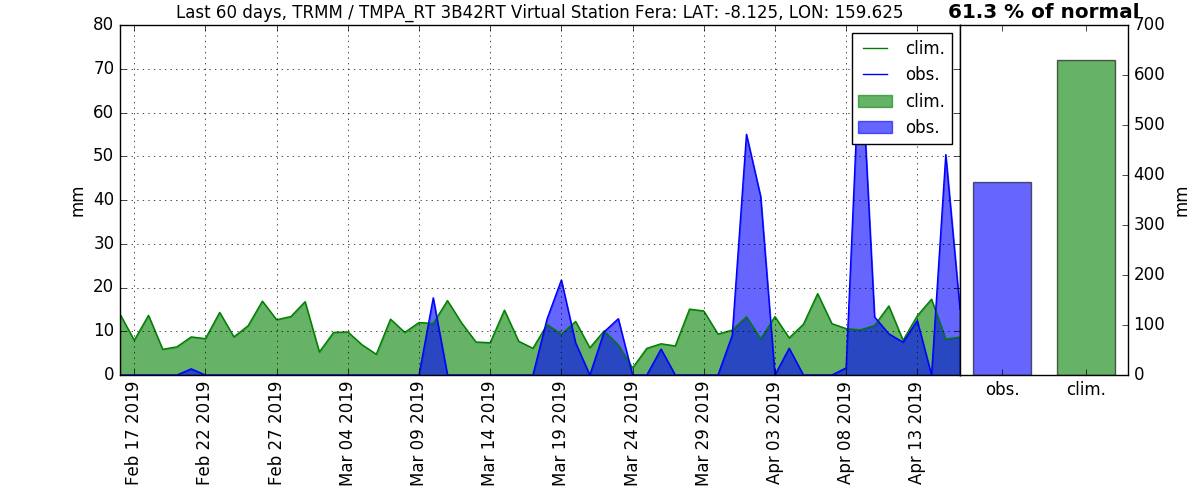 Last 60 days, TRMM / TMPA_RT 3B42RT Virtual Station Fera: LAT: -8.125, LON: 159.625
61.3 % of normal
80
70
60
50
40
30
20
10
0
mm
clim.
obs.
clim.
obs.
Feb 17 2019
Feb 22 2019
Feb 27 2019
Mar 04 2019
Mar 09 2019
Mar 14 2019
Mar 19 2019
Mar 24 2019
Mar 29 2019
Apr 03 2019
Apr 08 2019
Apr 13 2019
700
600
500
400
300
200
100
0
mm
obs.
clim.